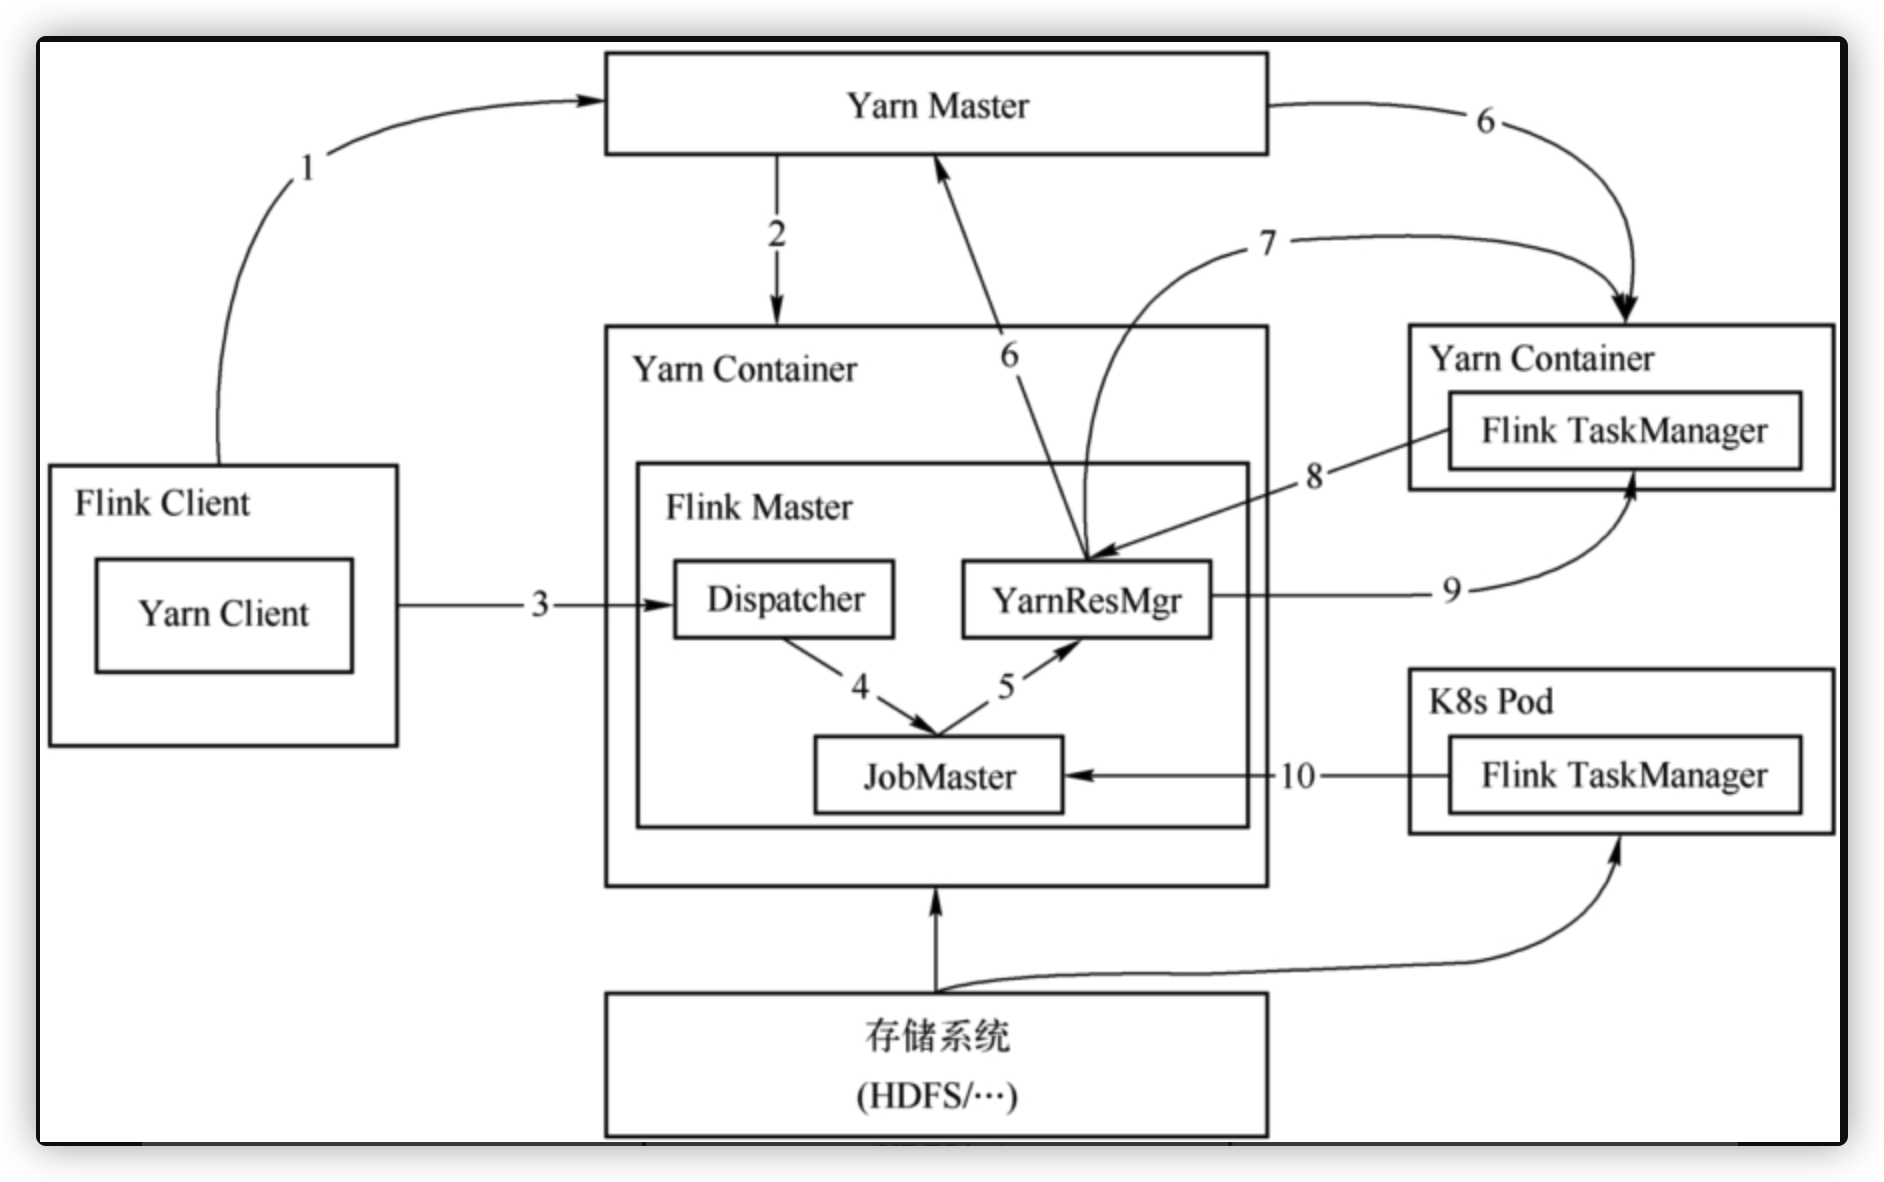 Yarn Master
1
6
2
7
6
Yarn Container
Yarn Container
Flink TaskManager
8
Flink Client
Flink Master
Yarn Client
3
Dispatcher
YarnResMgr
9
4
5
K8s Pod
JobMaster
10
Flink TaskManager
存储系统
(HDFS/···)